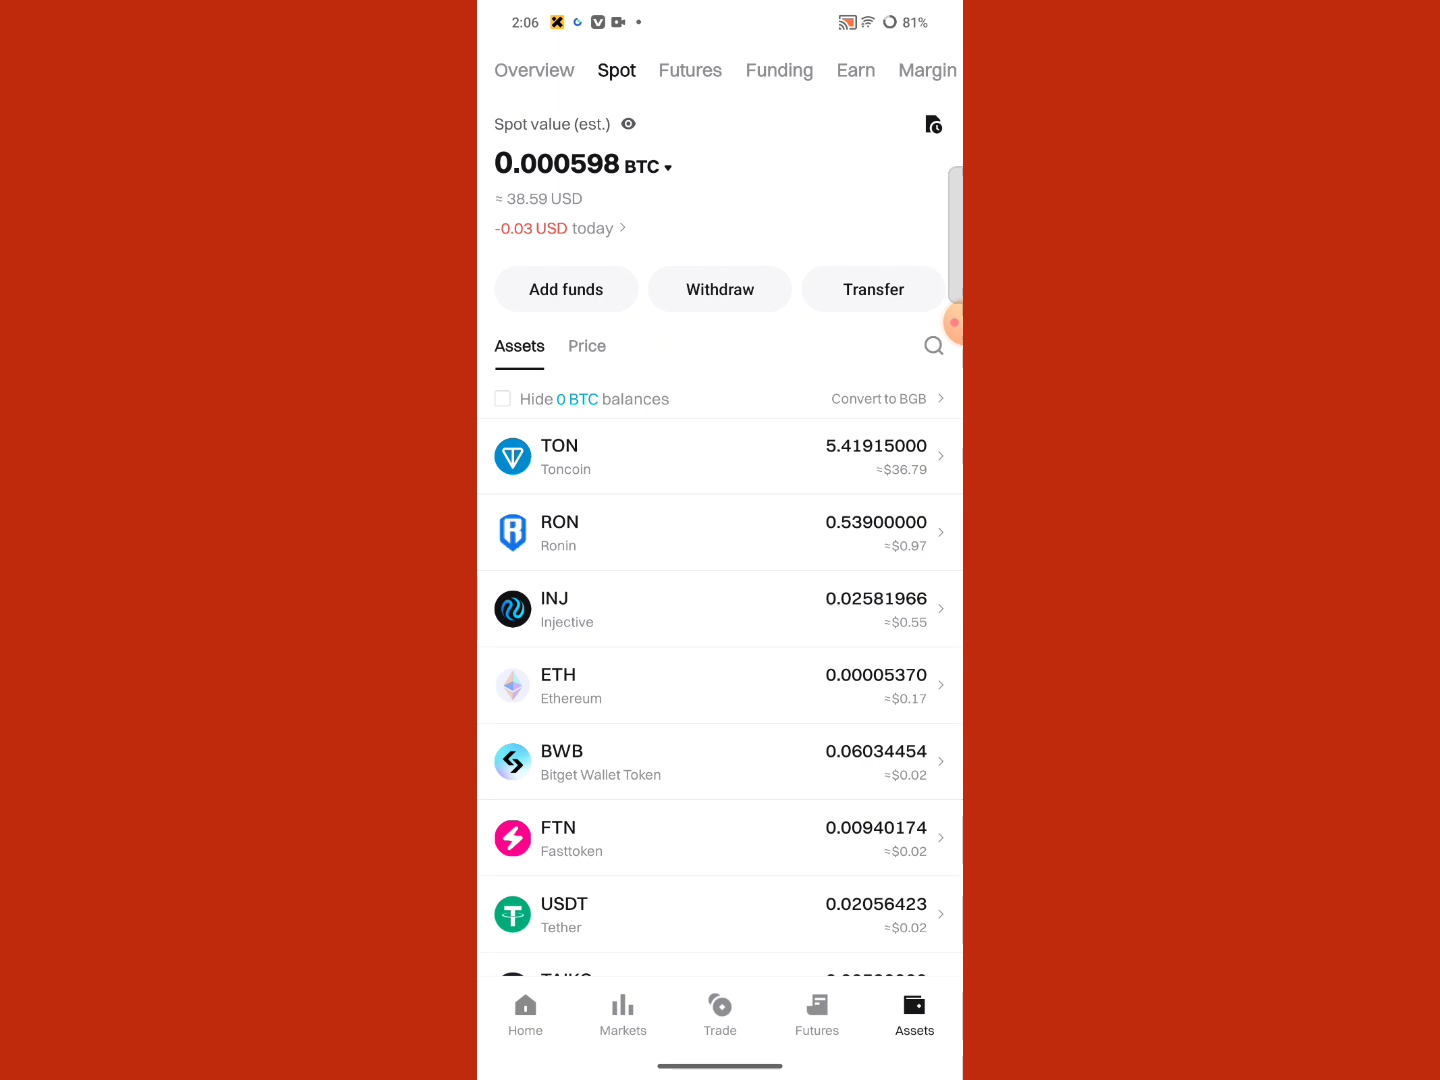 2:06
81%
Overview Spot Futures Funding Earn Margin
Spot value (est.)
0.000598 BTC
≈ 38.59 USD
-0.03 USD today
Add funds Withdraw Transfer
Assets Price
Hide 0 BTC balances Convert to BGB
TON 5.41915000
Toncoin ≈$36.79
RON 0.53900000
Ronin ≈$0.97
INJ 0.02581966
Injective ≈$0.55
ETH 0.00005370
Ethereum ≈$0.17
BWB 0.06034454
Bitget Wallet Token ≈$0.02
FTN 0.00940174
Fasttoken ≈$0.02
USDT 0.02056423
Tether ≈$0.02
Home Markets Trade Futures Assets